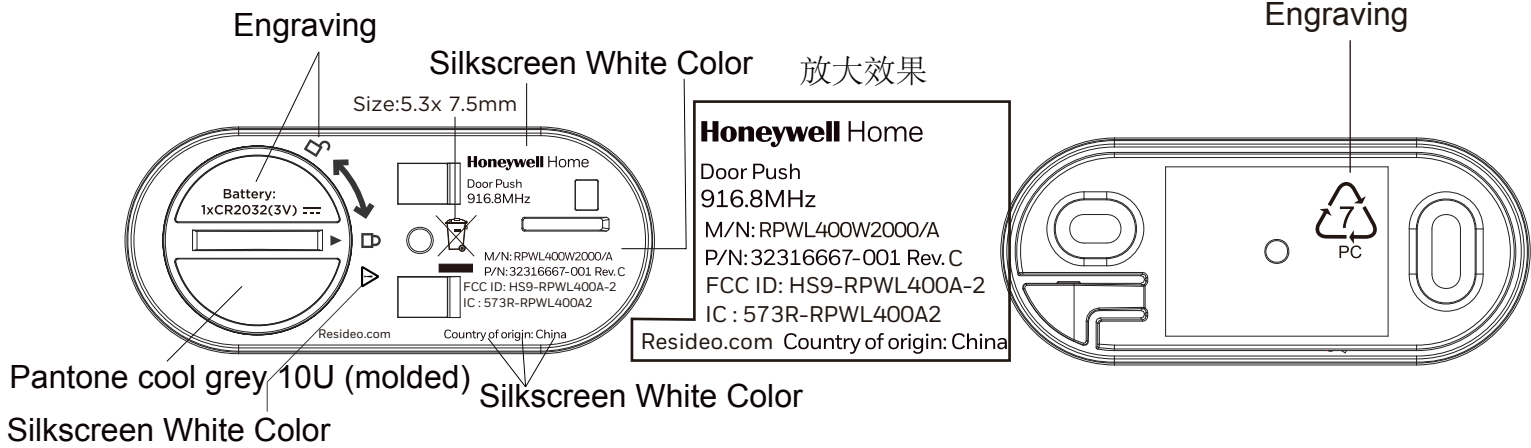 Engraving
Silkscreen White Color
放大效果
Engraving
Size:5.3x 7.5mm
Battery:
1xCR2032(3V)
Honeywell Home
Door Push
916.8MHz
M/N: RPWL400W2000/A
P/N:32316667-001 Rev.C
FCC ID: HS9-RPWL400A-2
IC : 573R-RPWL400A2
Resideo.com
Country of origin: China
Honeywell Home
Door Push
916.8MHz
M/N: RPWL400W2000/A
P/N:32316667-001 Rev.C
FCC ID: HS9-RPWL400A-2
IC : 573R-RPWL400A2
Resideo.com Country of origin: China
7
PC
Pantone cool grey 10U (molded)
Silkscreen White Color
Silkscreen White Color